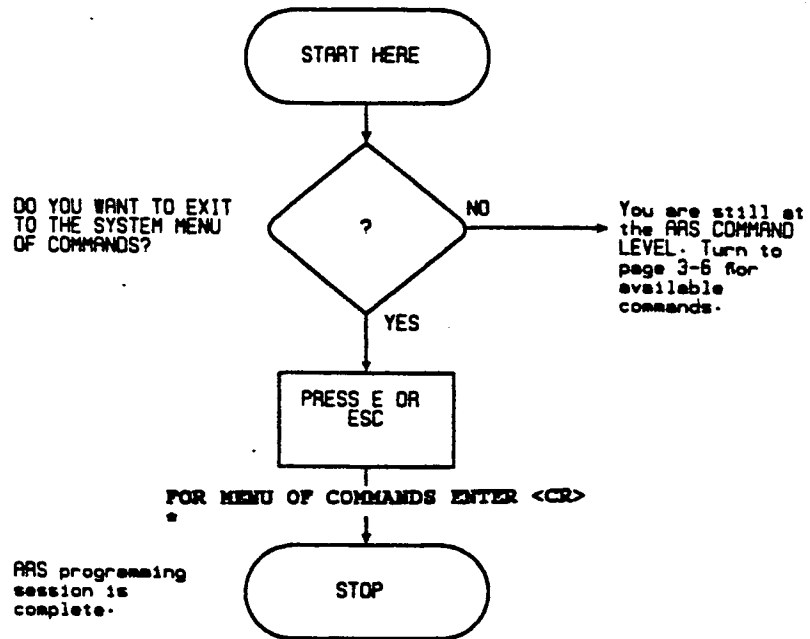 START HERE
DO YOU WANT TO EXIT
TO THE SYSTEM MENU
OF COMMANDS?
?
NO
You are still at
the ARS COMMAND
LEVEL. Turn to
page 3-6 for
available
commands.
YES
PRESS E OR
ESC
FOR MENU OF COMMANDS ENTER <CR>
*
ARS programming
session is
complete.
STOP